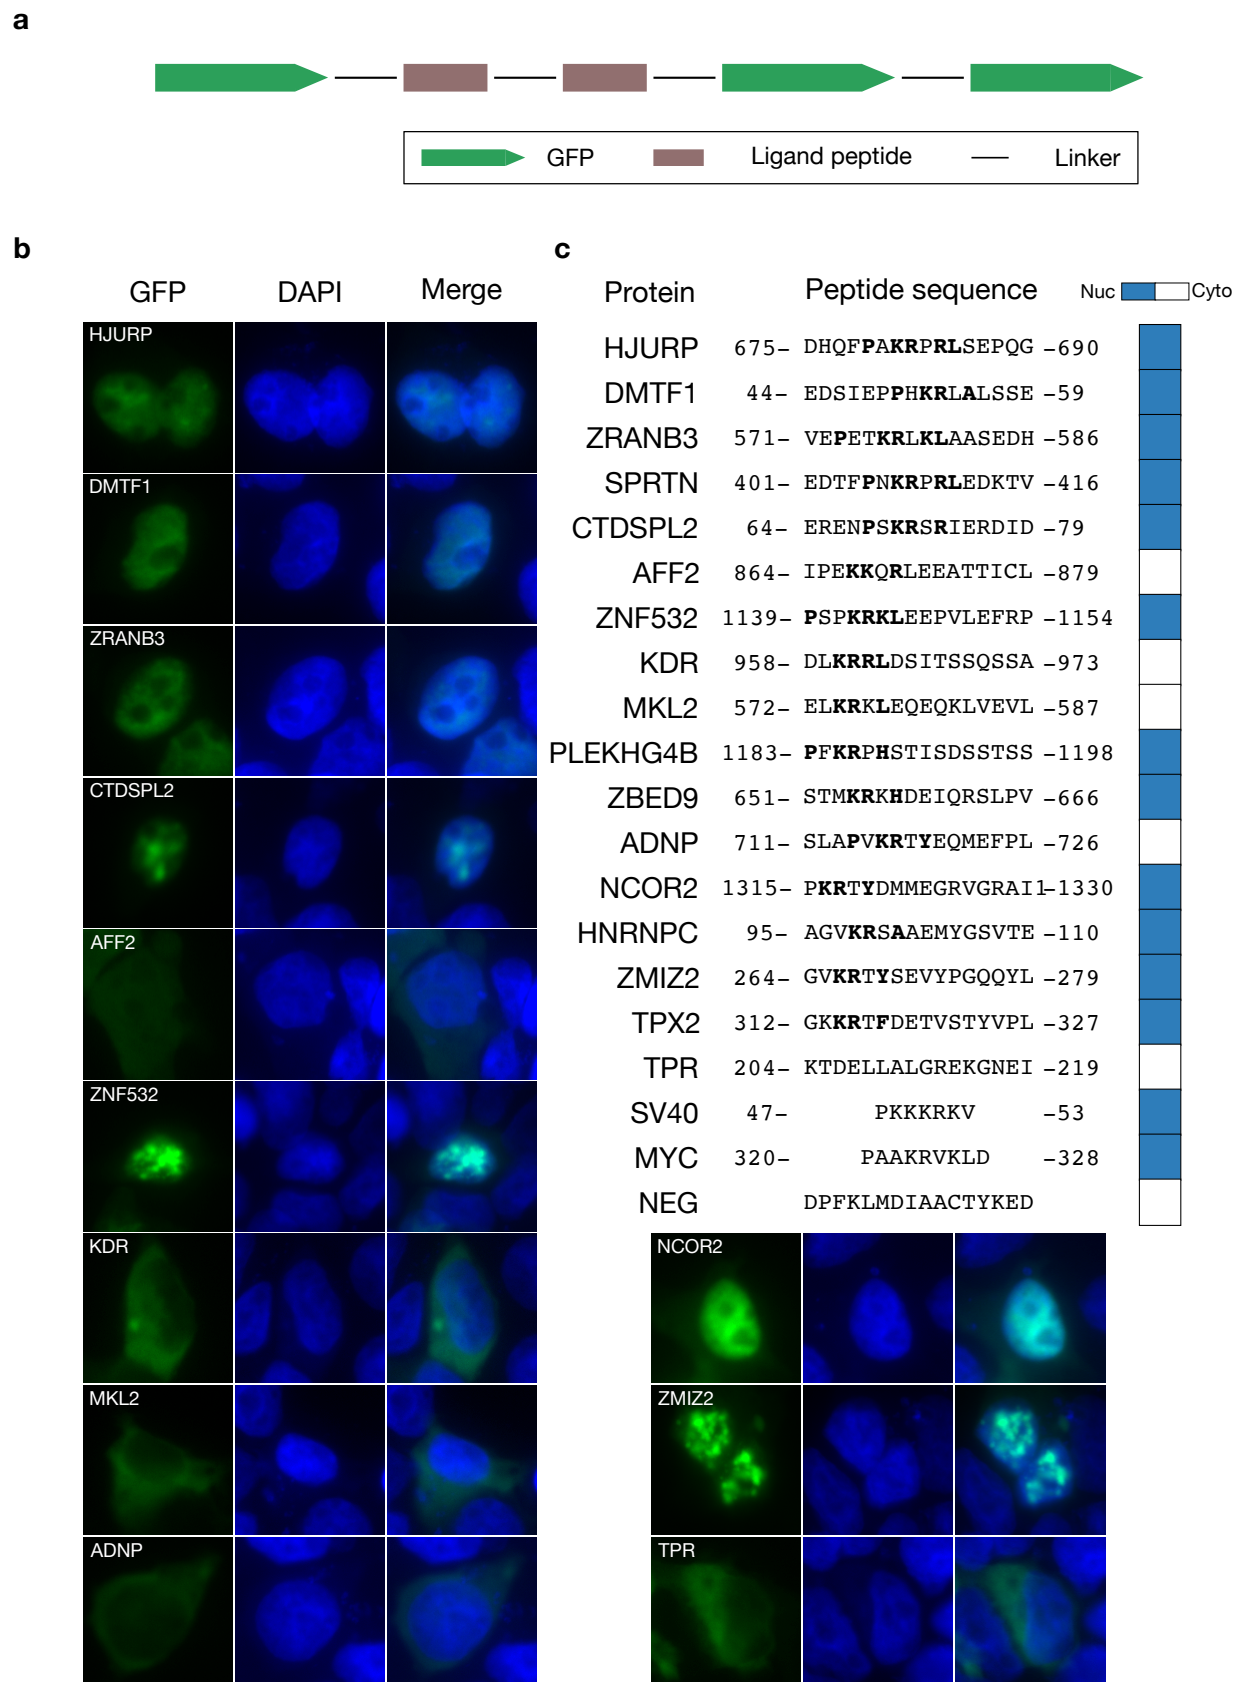 a
GFP Ligand peptide Linker
b
GFP DAPI Merge
HJURP
DMTF1
ZRANB3
CTDSPL2
AFF2
ZNF532
KDR
MKL2
ADNP
c
Protein Peptide sequence Nuc Cyto
HJURP 675– DHQFPAKRPRLSEPQG –690
DMTF1 44– EDSIEPPHKRLALSSE –59
ZRANB3 571– VEPETKRLKLAASEDH –586
SPRTN 401– EDTFPNKRPRLEDKTV –416
CTDSPL2 64– ERENPSKRSRIERDID –79
AFF2 864– IPEKKQRLEEATTICL –879
ZNF532 1139– PSPKRKLEEPVLEFRP –1154
KDR 958– DLKRRLDSITSSQSSA –973
MKL2 572– ELKRKLEQEQKLVEVL –587
PLEKHG4B 1183– PFKRPHSTISDSSTSS –1198
ZBED9 651– STMKRKHDEIQRSLPV –666
ADNP 711– SLAPVKRTYEQMEFPL –726
NCOR2 1315– PKRTYDMMEGRVGRAI1–1330
HNRNPC 95– AGVKRSAAEMYGSVTE –110
ZMIZ2 264– GVKRTYSEVYPGQQYL –279
TPX2 312– GKKRTFDETVSTYVPL –327
TPR 204– KTDELLALGREKGNEI –219
SV40 47– PKKKRKV –53
MYC 320– PAAKRVKLD –328
NEG DPFKLMDIAACTYKED
NCOR2
ZMIZ2
TPR